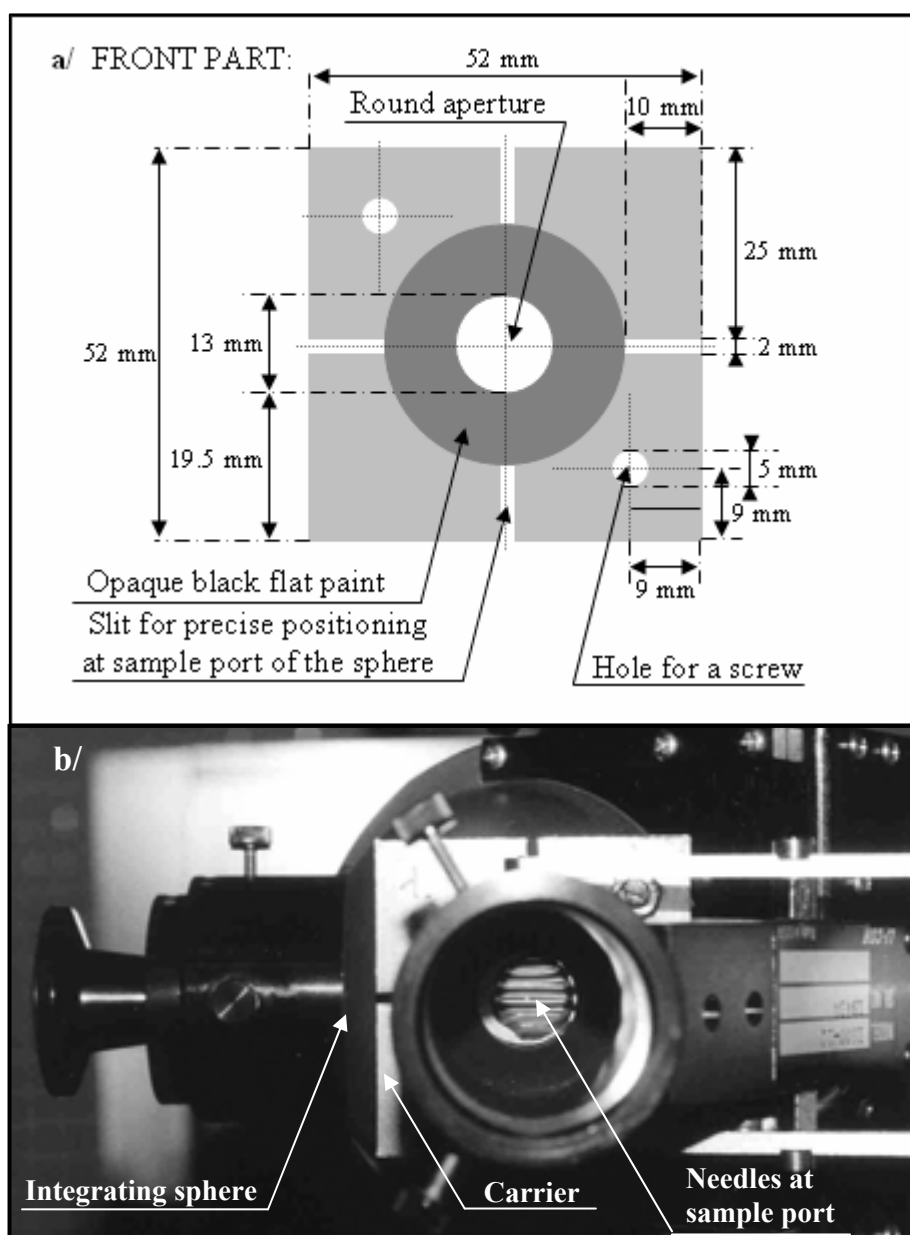 a/ FRONT PART:
52 mm
Round aperture
10 mm
25 mm
13 mm
2 mm
52 mm
19.5 mm
5 mm
9 mm
Opaque black flat paint
9 mm
Slit for precise positioning
at sample port of the sphere
Hole for a screw
b/
Integrating sphere
Carrier
Needles at
sample port